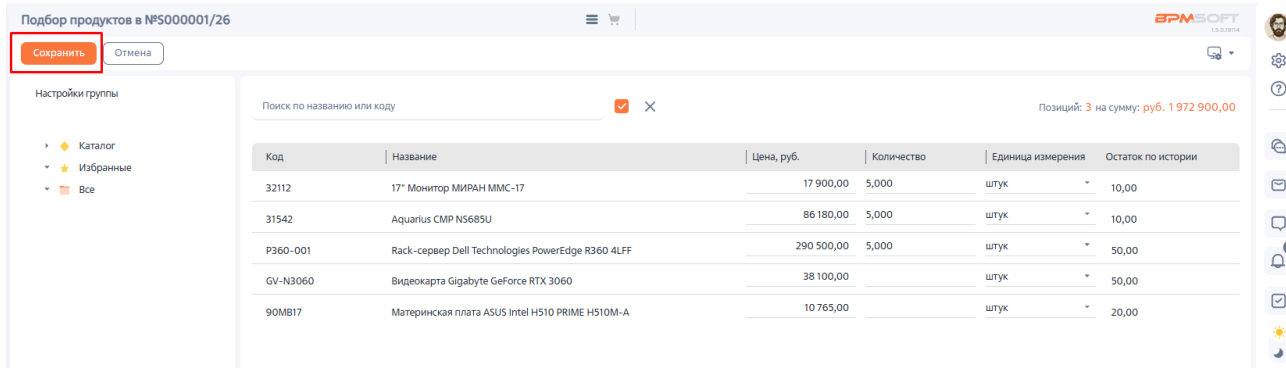 Подбор продуктов в №S000001/26
BPMSOFT
Сохранить Отмена
Настройки группы
Каталог
Избранные
Все
Поиск по названию или коду
Позиций: 3 на сумму: руб. 1 972 900,00
Код Название Цена, руб. Количество Единица измерения Остаток по истории
32112 17" Монитор МИРАН ММС-17 17 900,00 5,000 штук 10,00
31542 Aquarius CMP NS685U 86 180,00 5,000 штук 10,00
P360-001 Rack-сервер Dell Technologies PowerEdge R360 4LFF 290 500,00 5,000 штук 50,00
GV-N3060 Видеокарта Gigabyte GeForce RTX 3060 38 100,00 штук 50,00
90MB17 Материнская плата ASUS Intel H510 PRIME H510M-A 10 765,00 штук 20,00